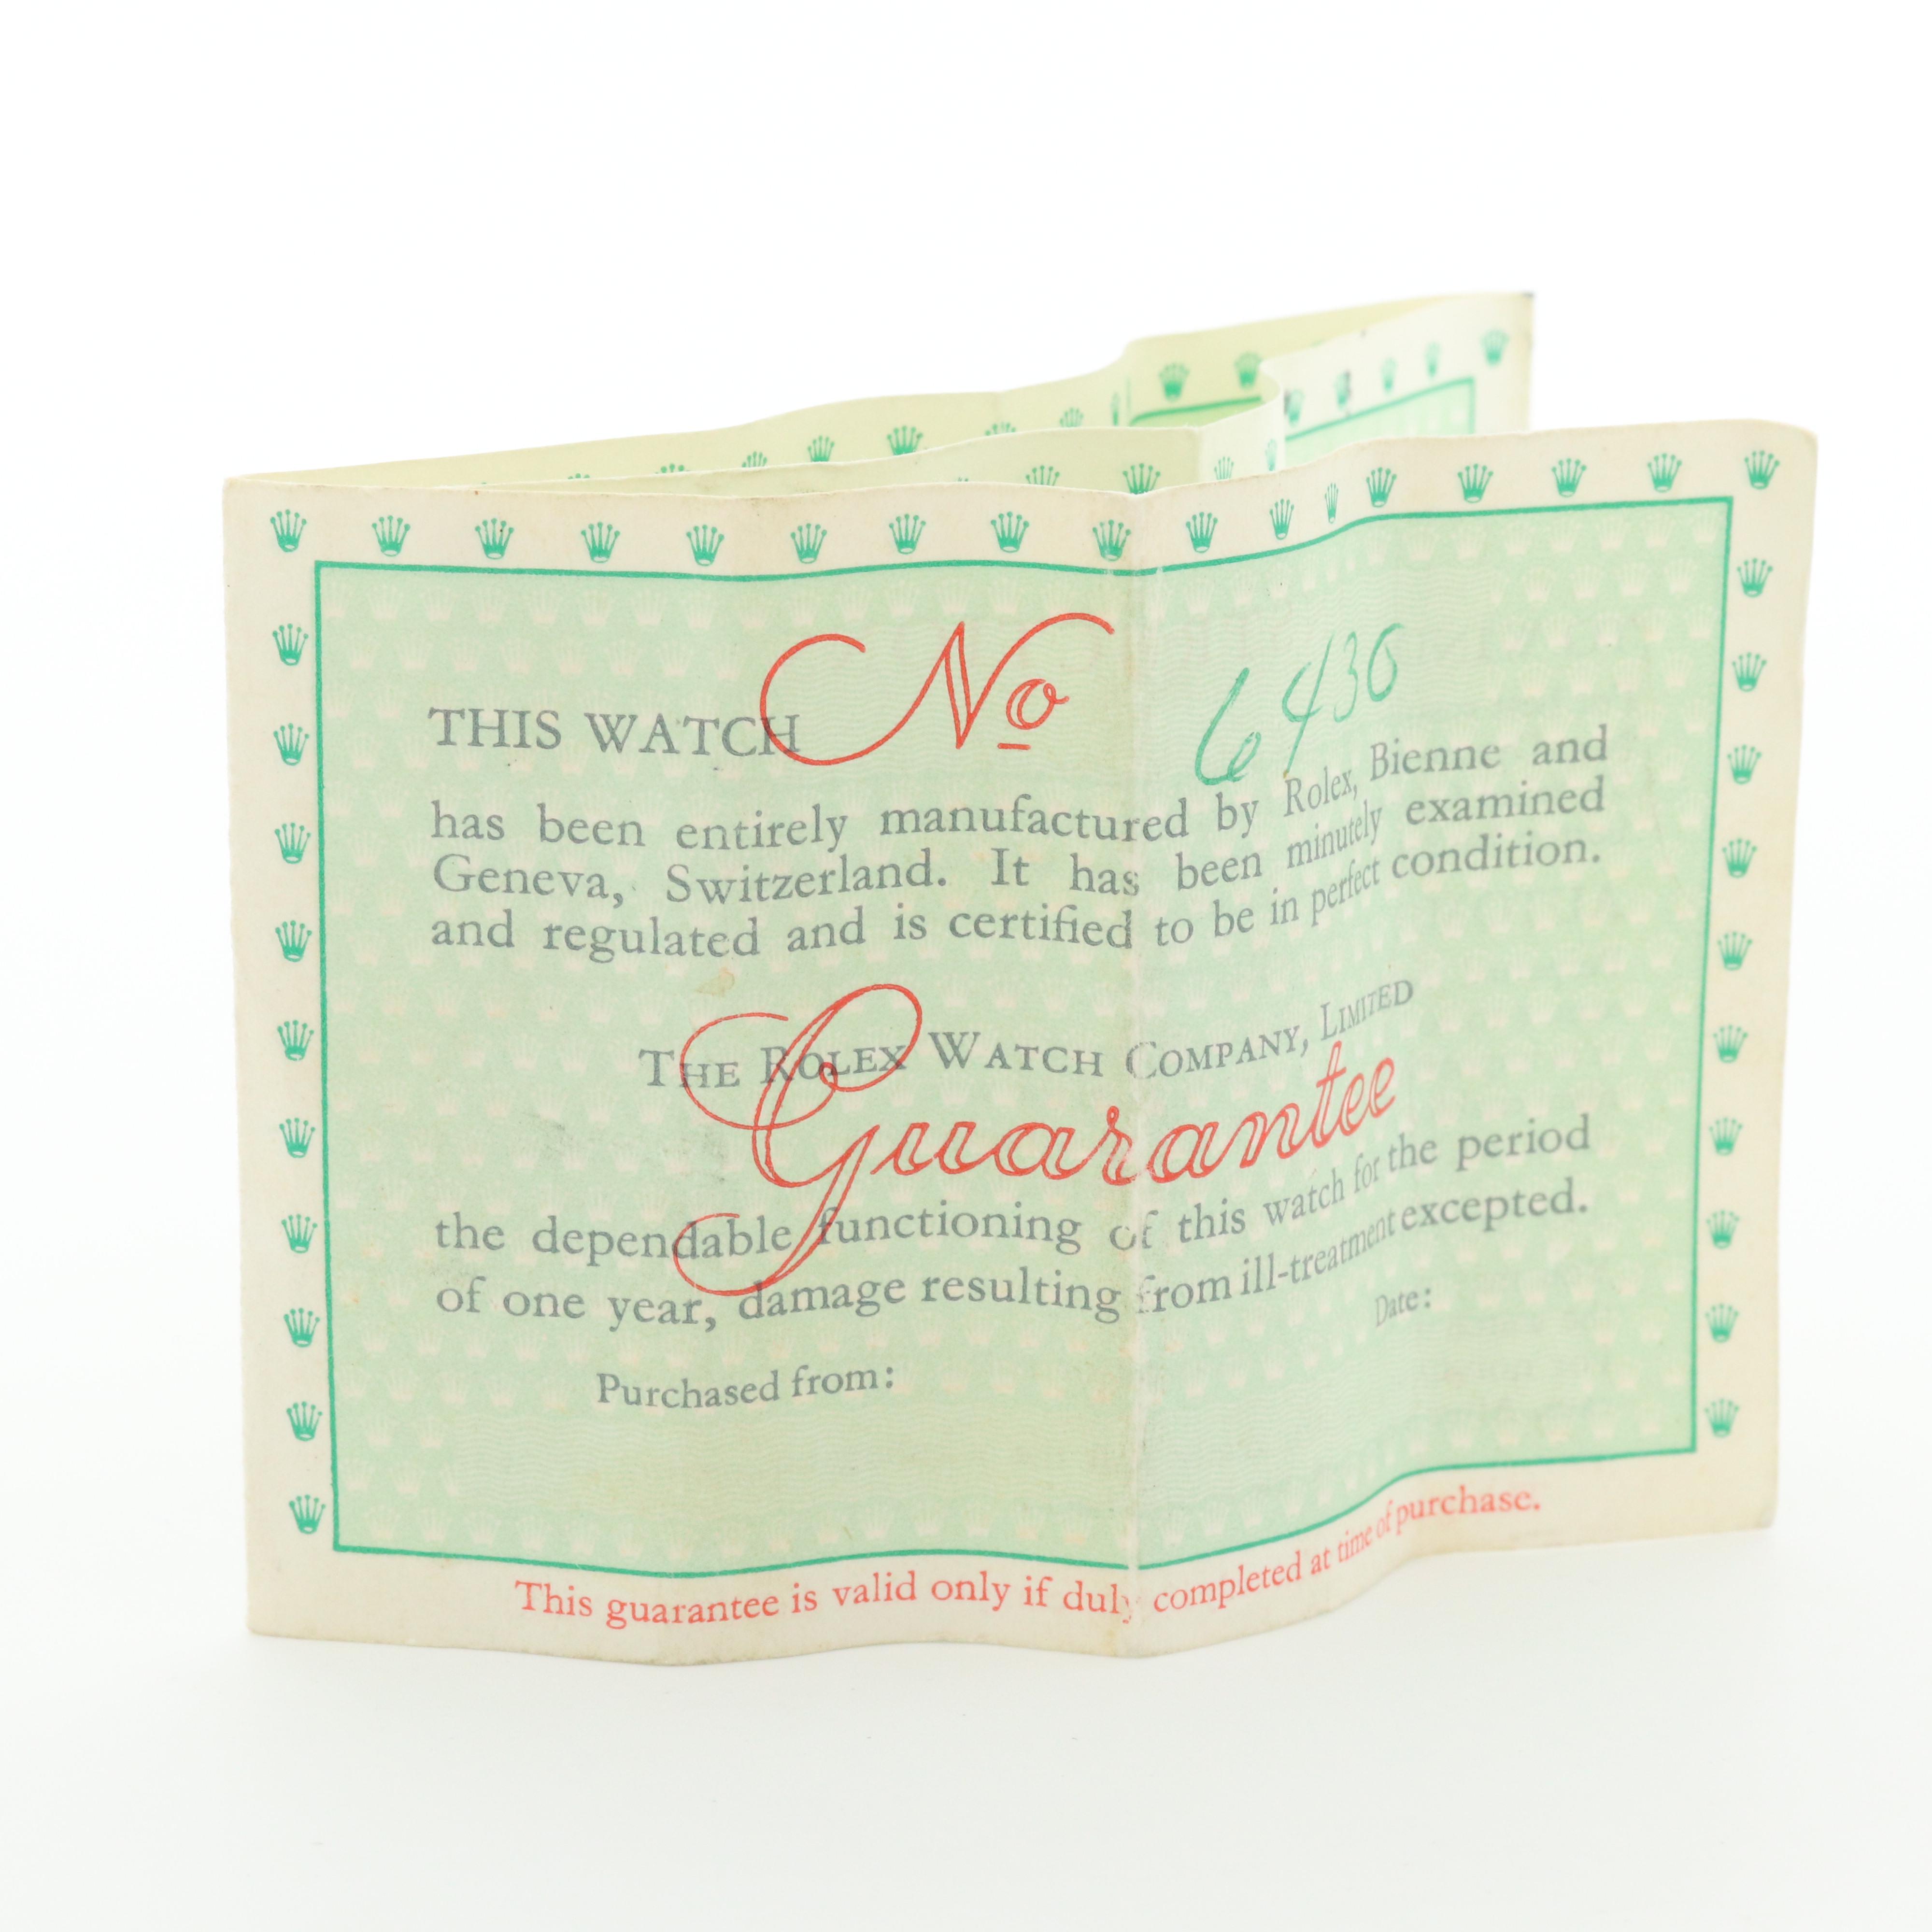 THIS WATCH No 6430
has been entirely manufactured by Rolex, Bienne and
Geneva, Switzerland. It has been minutely examined
and regulated and is certified to be in perfect condition.
THE ROLEX WATCH COMPANY, LIMITED
Guarantee
the dependable functioning of this watch for the period
of one year, damage resulting from ill-treatment excepted.
Date:
Purchased from:
This guarantee is valid only if duly completed at time of purchase.